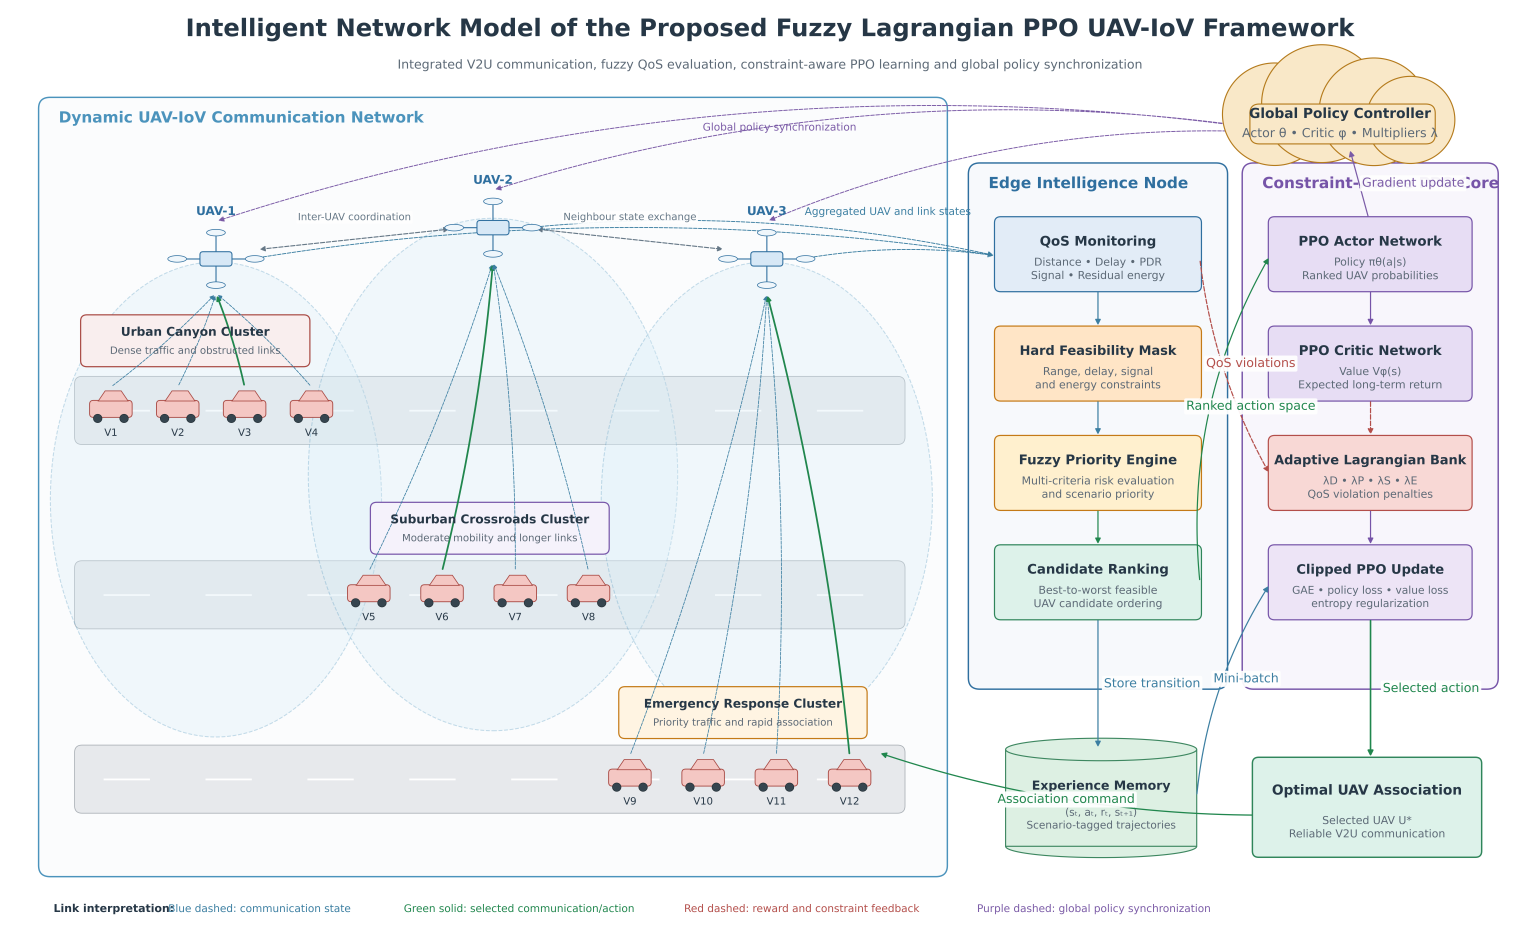 Intelligent Network Model of the Proposed Fuzzy Lagrangian PPO UAV-IoV Framework
Integrated V2U communication, fuzzy QoS evaluation, constraint-aware PPO learning and global policy synchronization
Dynamic UAV-IoV Communication Network
Global policy synchronization
Global Policy Controller
Actor θ • Critic φ • Multipliers λ
UAV-1
UAV-2
UAV-3
Inter-UAV coordination
Neighbour state exchange
Aggregated UAV and link states
Urban Canyon Cluster
Dense traffic and obstructed links
V1
V2
V3
V4
Suburban Crossroads Cluster
Moderate mobility and longer links
V5
V6
V7
V8
Emergency Response Cluster
Priority traffic and rapid association
V9
V10
V11
V12
Edge Intelligence Node
QoS Monitoring
Distance • Delay • PDR
Signal • Residual energy
Hard Feasibility Mask
Range, delay, signal
and energy constraints
Fuzzy Priority Engine
Multi-criteria risk evaluation
and scenario priority
Candidate Ranking
Best-to-worst feasible
UAV candidate ordering
Constraint-
Gradient update
Core
PPO Actor Network
Policy πθ(a|s)
Ranked UAV probabilities
QoS violations
Ranked action space
PPO Critic Network
Value Vφ(s)
Expected long-term return
Adaptive Lagrangian Bank
λD • λP • λS • λE
QoS violation penalties
Clipped PPO Update
GAE • policy loss • value loss
entropy regularization
Store transition
Mini-batch
Selected action
Experience Memory
Association command
(sₜ, aₜ, rₜ, sₜ₊₁)
Scenario-tagged trajectories
Optimal UAV Association
Selected UAV U*
Reliable V2U communication
Link interpretation:
Blue dashed: communication state
Green solid: selected communication/action
Red dashed: reward and constraint feedback
Purple dashed: global policy synchronization